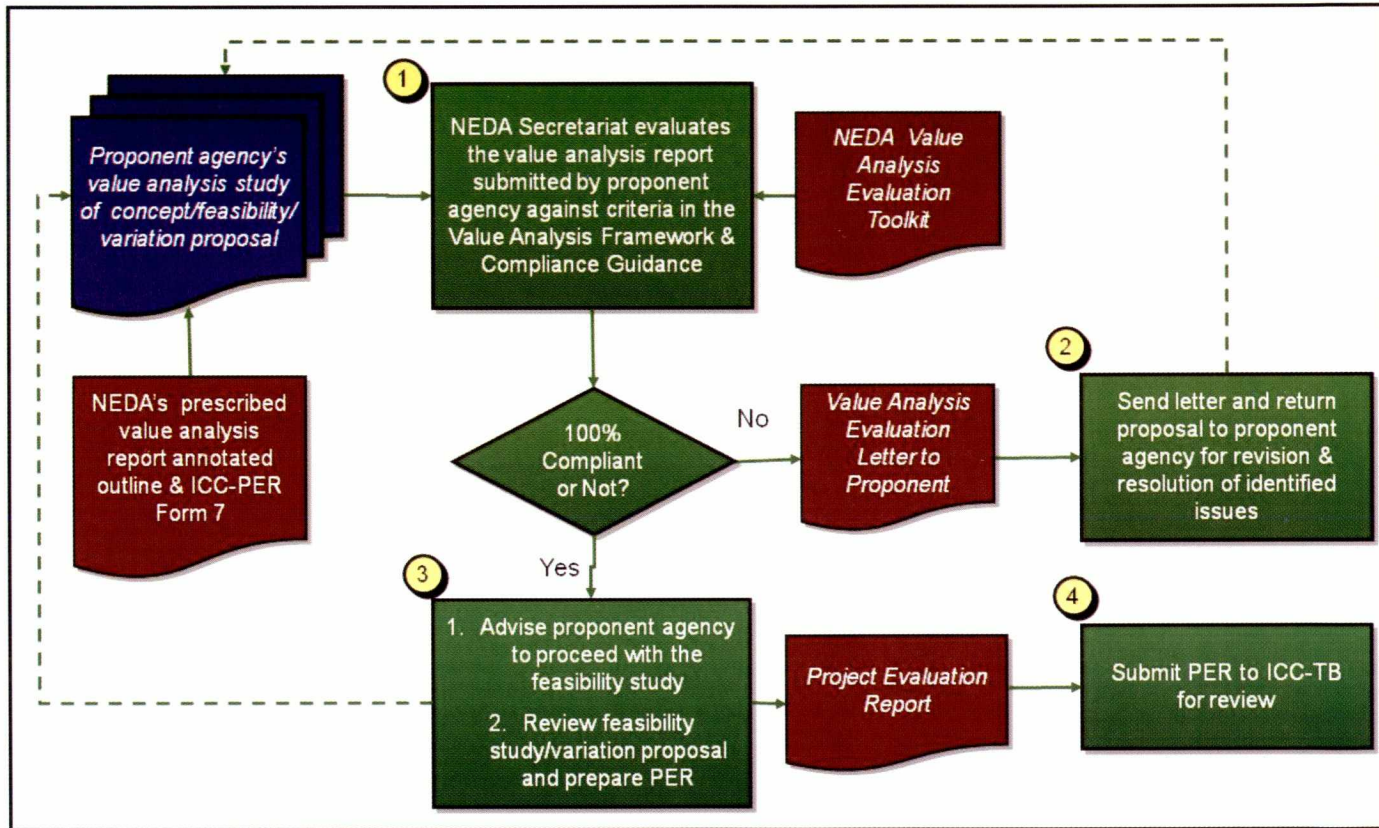 1
Proponent agency's
value analysis study
of concept/feasibility/
variation proposal
NEDA Secretariat evaluates
the value analysis report
submitted by proponent
agency against criteria in the
Value Analysis Framework &
Compliance Guidance
NEDA Value
Analysis
Evaluation
Toolkit
NEDA's prescribed
value analysis
report annotated
outline & ICC-PER
Form 7
100%
Compliant
or Not?
No
Value Analysis
Evaluation
Letter to
Proponent
2
Send letter and return
proposal to proponent
agency for revision &
resolution of identified
issues
Yes
3
1. Advise proponent agency
to proceed with the
feasibility study
2. Review feasibility
study/variation proposal
and prepare PER
Project Evaluation
Report
4
Submit PER to ICC-TB
for review